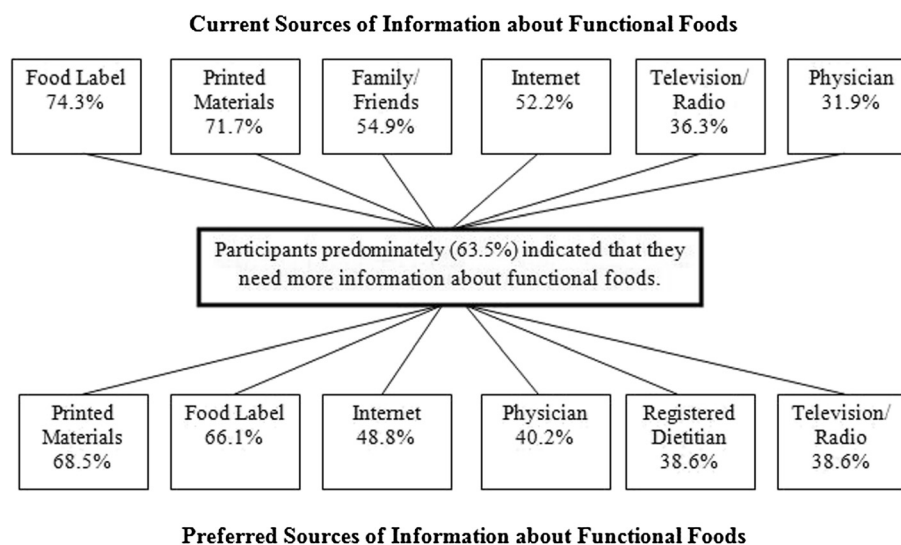 Current Sources of Information about Functional Foods
Food Label
74.3%
Printed
Materials
71.7%
Family/
Friends
54.9%
Internet
52.2%
Television/
Radio
36.3%
Physician
31.9%
Participants predominately (63.5%) indicated that they
need more information about functional foods.
Printed
Materials
68.5%
Food Label
66.1%
Internet
48.8%
Physician
40.2%
Registered
Dietitian
38.6%
Television/
Radio
38.6%
Preferred Sources of Information about Functional Foods